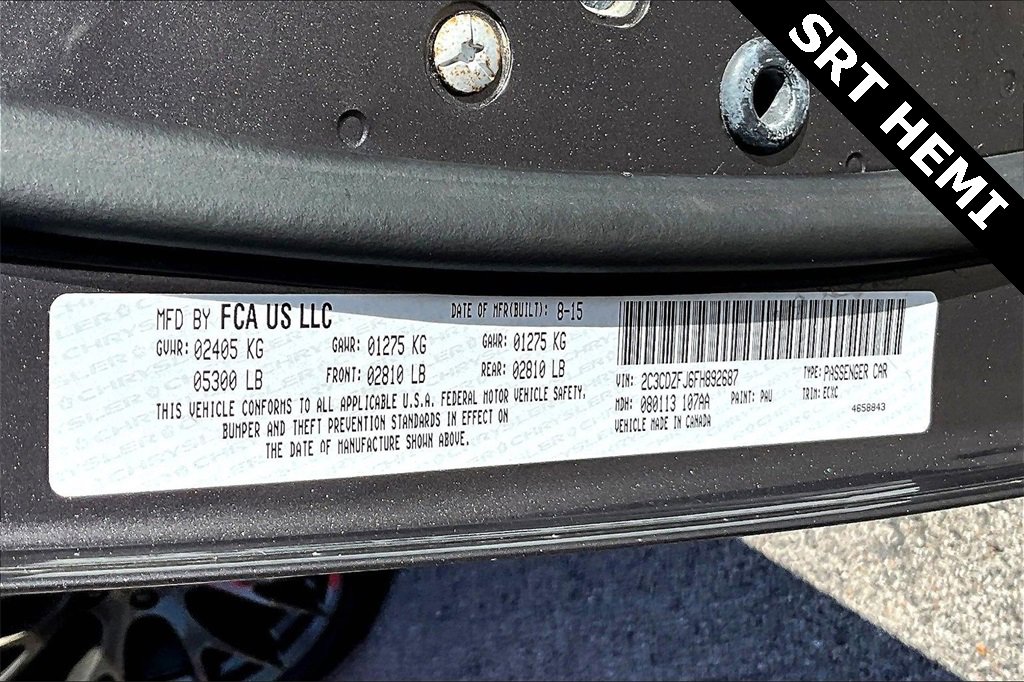 SRT HEMI
MFD BY FCA US LLC
DATE OF MFR(BUILT): 8-15
GVWR: 02405 KG GAWR: 01275 KG GAWR: 01275 KG
05300 LB FRONT: 02810 LB REAR: 02810 LB
THIS VEHICLE CONFORMS TO ALL APPLICABLE U.S.A. FEDERAL MOTOR VEHICLE SAFETY,
BUMPER AND THEFT PREVENTION STANDARDS IN EFFECT ON
THE DATE OF MANUFACTURE SHOWN ABOVE.
VIN: 2C3CDZFJ6FH892687 TYPE: PASSENGER CAR
MDH: 080113 107AA PAINT: PAU TRIM: ECXC
VEHICLE MADE IN CANADA 4658843